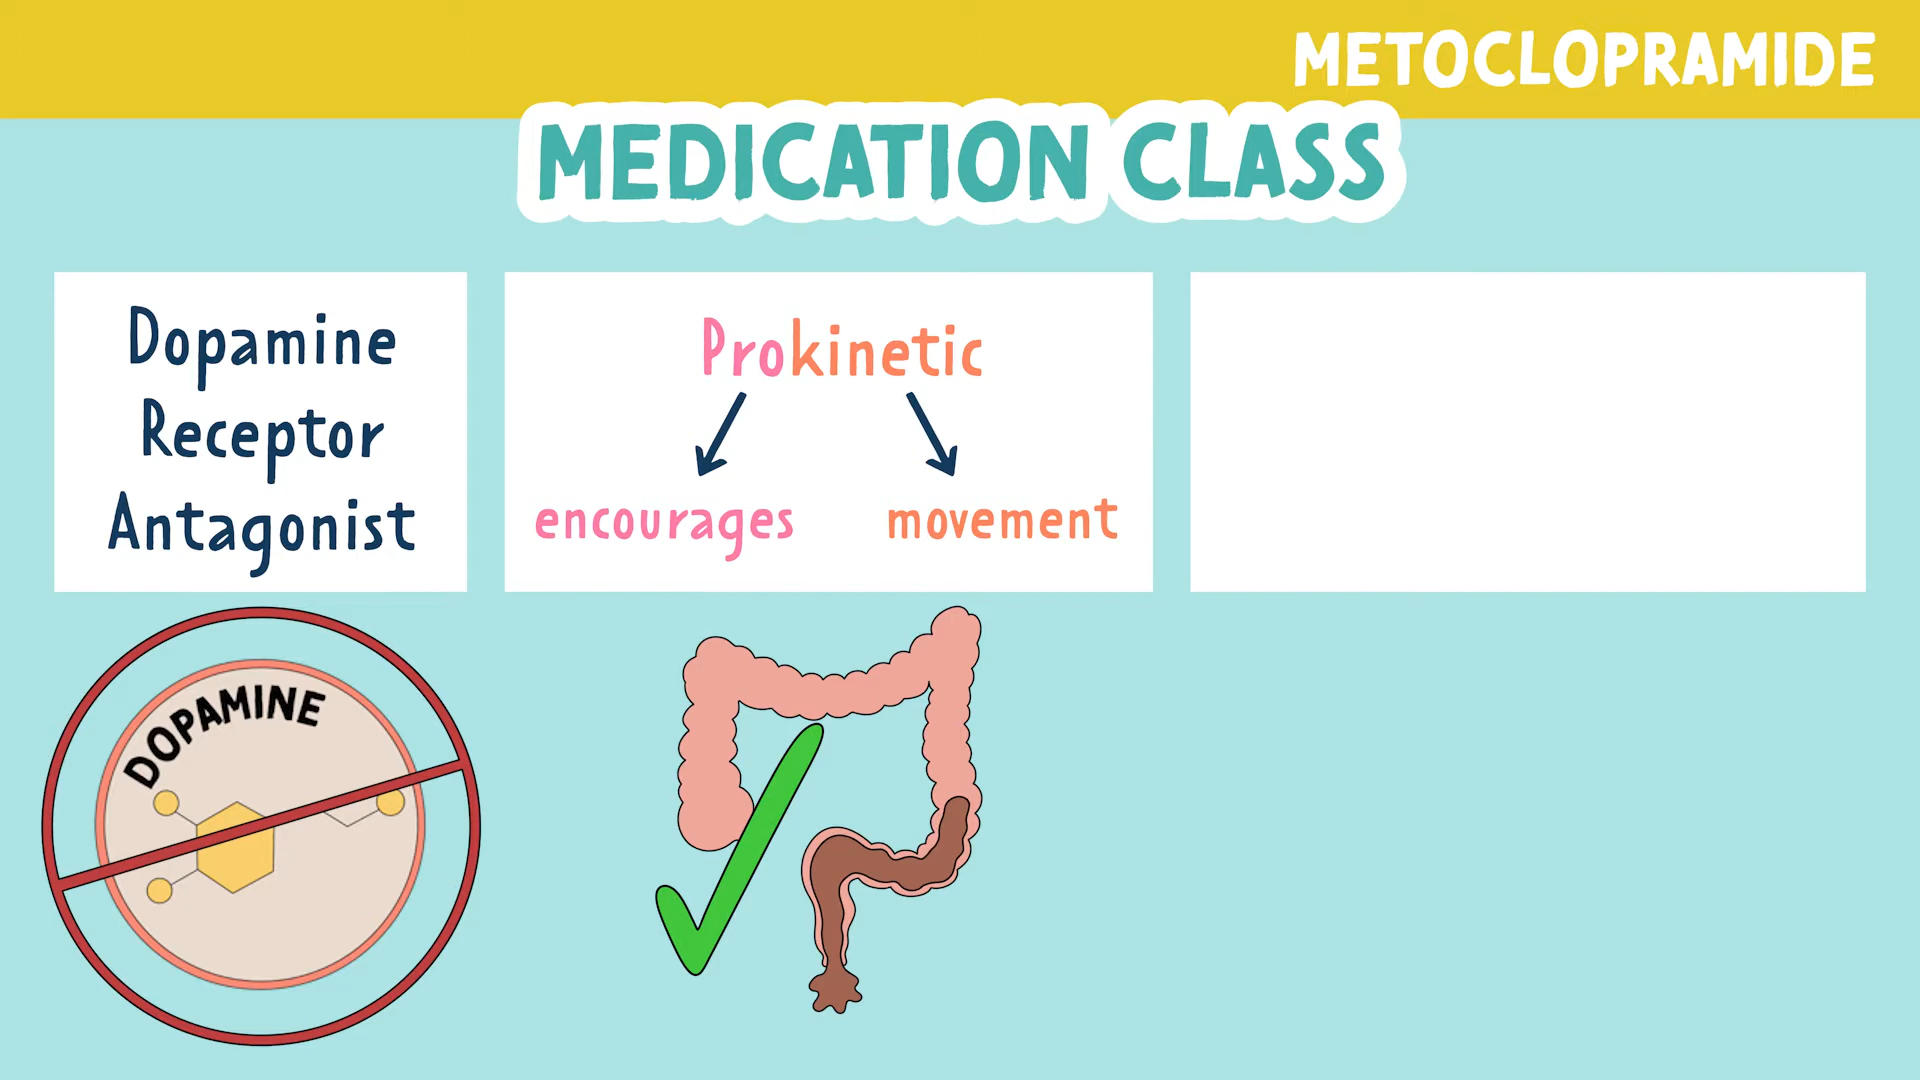 METOCLOPRAMIDE
MEDICATION CLASS
Dopamine
Receptor
Antagonist
Prokinetic
encourages movement
DOPAMINE